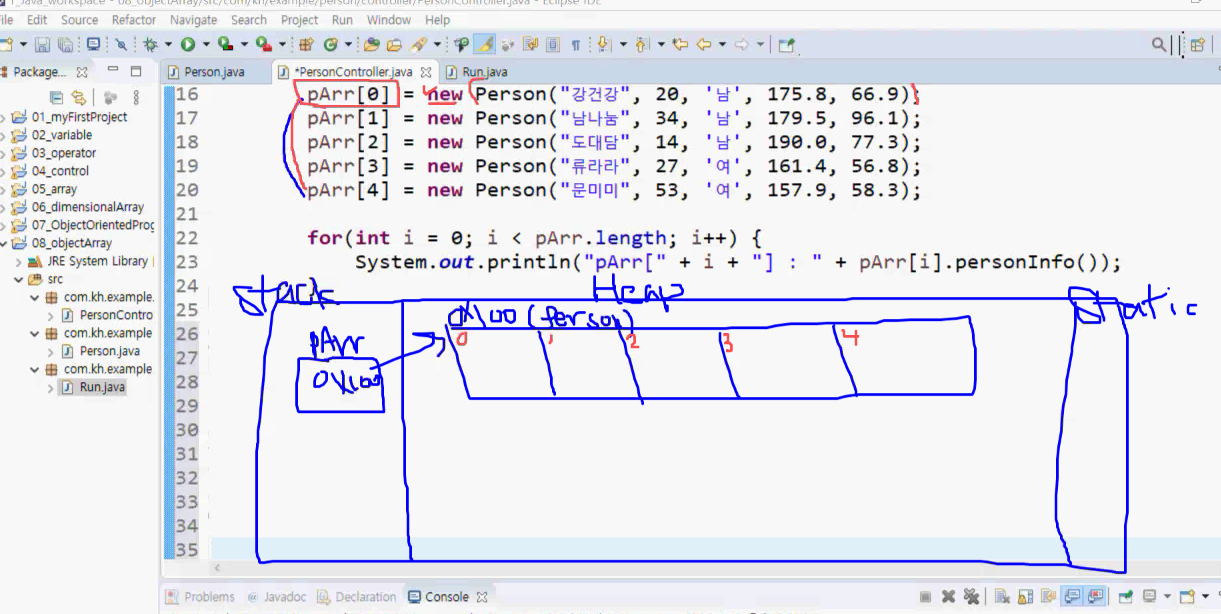 1_Java_workspace - 08_objectArray/src/com/kh/example/person/controller/PersonController.java - Eclipse IDE
File Edit Source Refactor Navigate Search Project Run Window Help
Package...
Person.java *PersonController.java Run.java
01_myFirstProject
02_variable
03_operator
04_control
05_array
06_dimensionalArray
07_ObjectOrientedProg
08_objectArray
JRE System Library
src
com.kh.example.
PersonContro
com.kh.example
Person.java
com.kh.example
Run.java
16 pArr[0] = new Person("강건강", 20, '남', 175.8, 66.9);
17 pArr[1] = new Person("남나눔", 34, '남', 179.5, 96.1);
18 pArr[2] = new Person("도대담", 14, '남', 190.0, 77.3);
19 pArr[3] = new Person("류라라", 27, '여', 161.4, 56.8);
20 pArr[4] = new Person("문미미", 53, '여', 157.9, 58.3);
21
22 for(int i = 0; i < pArr.length; i++) {
23 System.out.println("pArr[" + i + "] : " + pArr[i].personInfo());
24
25
26
27
28
29
30
31
32
33
34
35
Stack Heap Static
0x100 (Person)
pArr 0 1 2 3 4
0x100
Problems Javadoc Declaration Console